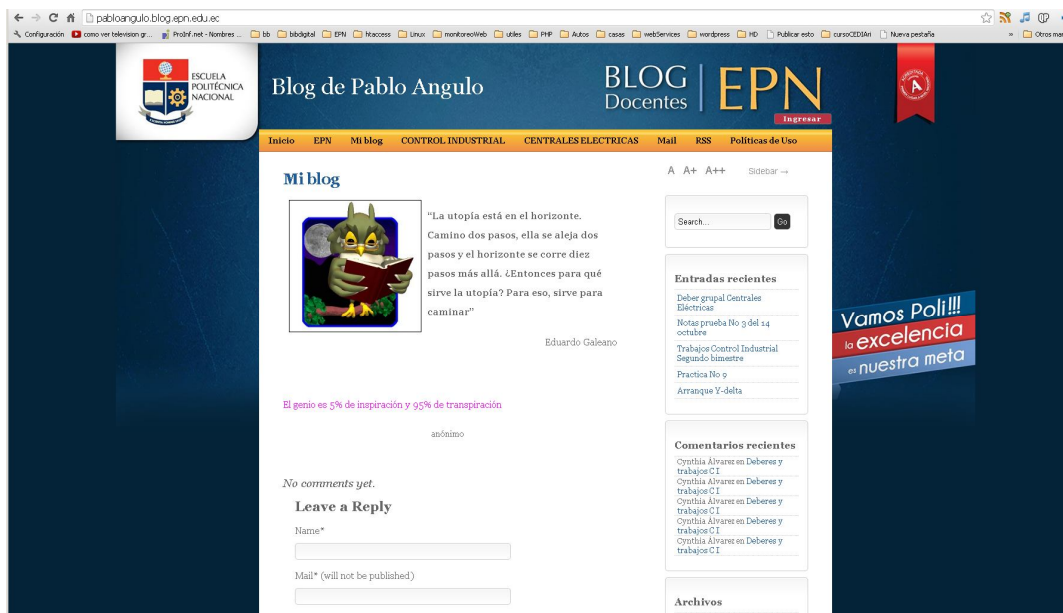 pabloangulo.blog.epn.edu.ec
Configuración como ver television gr... ProInf.net - Nombres ... bb bibdigital EPN htaccess Linux monitoreoWeb utiles PHP Autos casas webServices wordpress HD Publicar esto cursoCEDIAri Nueva pestaña » Otros mar
ESCUELA
POLITÉCNICA
NACIONAL
Blog de Pablo Angulo
BLOG
Docentes
EPN
Ingresar
A
Inicio EPN Mi blog CONTROL INDUSTRIAL CENTRALES ELECTRICAS Mail RSS Políticas de Uso
A A+ A++ Sidebar →
Mi blog
“La utopía está en el horizonte.
Camino dos pasos, ella se aleja dos
pasos y el horizonte se corre diez
pasos más allá. ¿Entonces para qué
sirve la utopía? Para eso, sirve para
caminar”
Eduardo Galeano
El genio es 5% de inspiración y 95% de transpiración
anónimo
No comments yet.
Leave a Reply
Name*
Mail* (will not be published)
Search... Go
Entradas recientes
Deber grupal Centrales
Eléctricas
Notas prueba No 3 del 14
octubre
Trabajos Control Industrial
Segundo bimestre
Practica No 9
Arranque Y-delta
Comentarios recientes
Cynthia Álvarez en Deberes y
trabajos C I
Cynthia Álvarez en Deberes y
trabajos C I
Cynthia Álvarez en Deberes y
trabajos C I
Cynthia Álvarez en Deberes y
trabajos C I
Cynthia Álvarez en Deberes y
trabajos C I
Archivos
Vamos Poli!!!
la excelencia
es nuestra meta